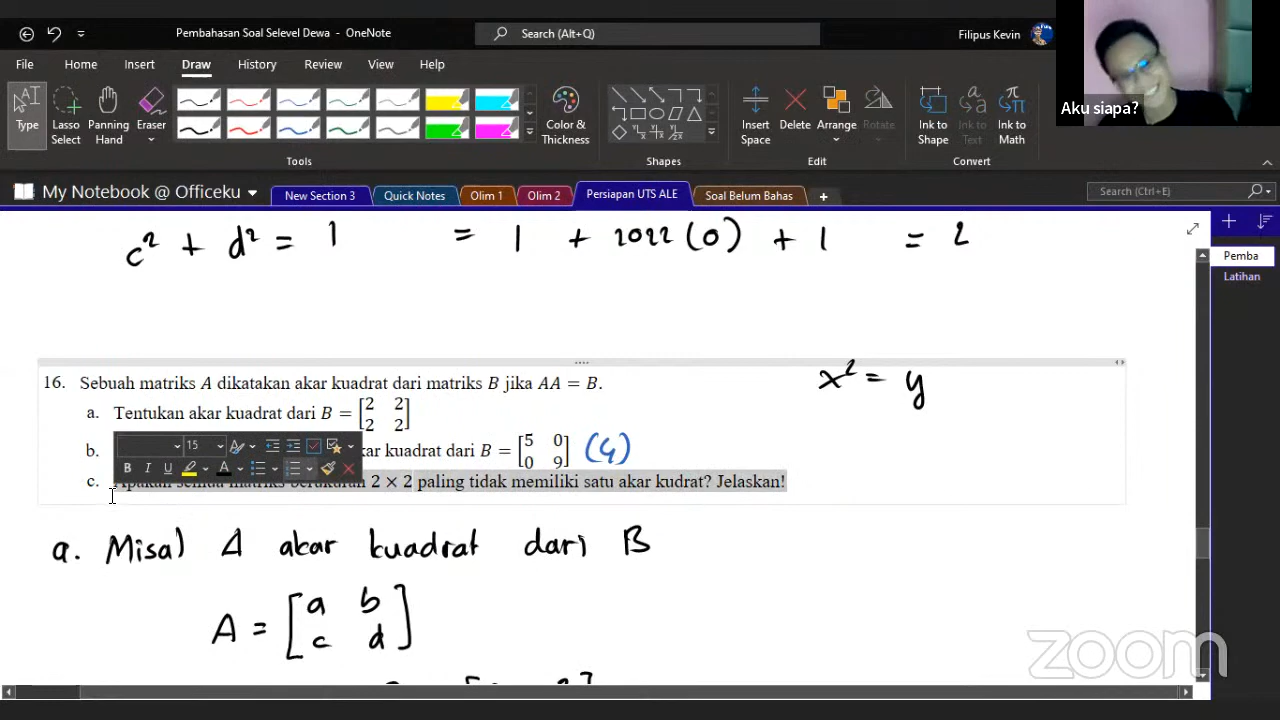 Pembahasan Soal Selevel Dewa - OneNote
Search (Alt+Q)
Filipus Kevin
File Home Insert Draw History Review View Help
Type
Lasso Select
Panning Hand
Eraser
Color & Thickness
Insert Space
Delete
Arrange
Rotate
Ink to Shape
Ink to Text
Ink to Math
Tools Shapes Edit Convert
Aku siapa?
My Notebook @ Officeku
New Section 3 Quick Notes Olim 1 Olim 2 Persiapan UTS ALE Soal Belum Bahas +
Search (Ctrl+E)
Pemba
Latihan
c² + d² = 1 = 1 + 2022 (0) + 1 = 2
16. Sebuah matriks A dikatakan akar kuadrat dari matriks B jika AA = B.
x² = y
a. Tentukan akar kuadrat dari B = [2 2
2 2]
15
b. kar kuadrat dari B = [5 0
0 9] (4)
B I U A
c. 2 × 2 paling tidak memiliki satu akar kudrat? Jelaskan!
a. Misal A akar kuadrat dari B
A = [a b
c d]
zoom